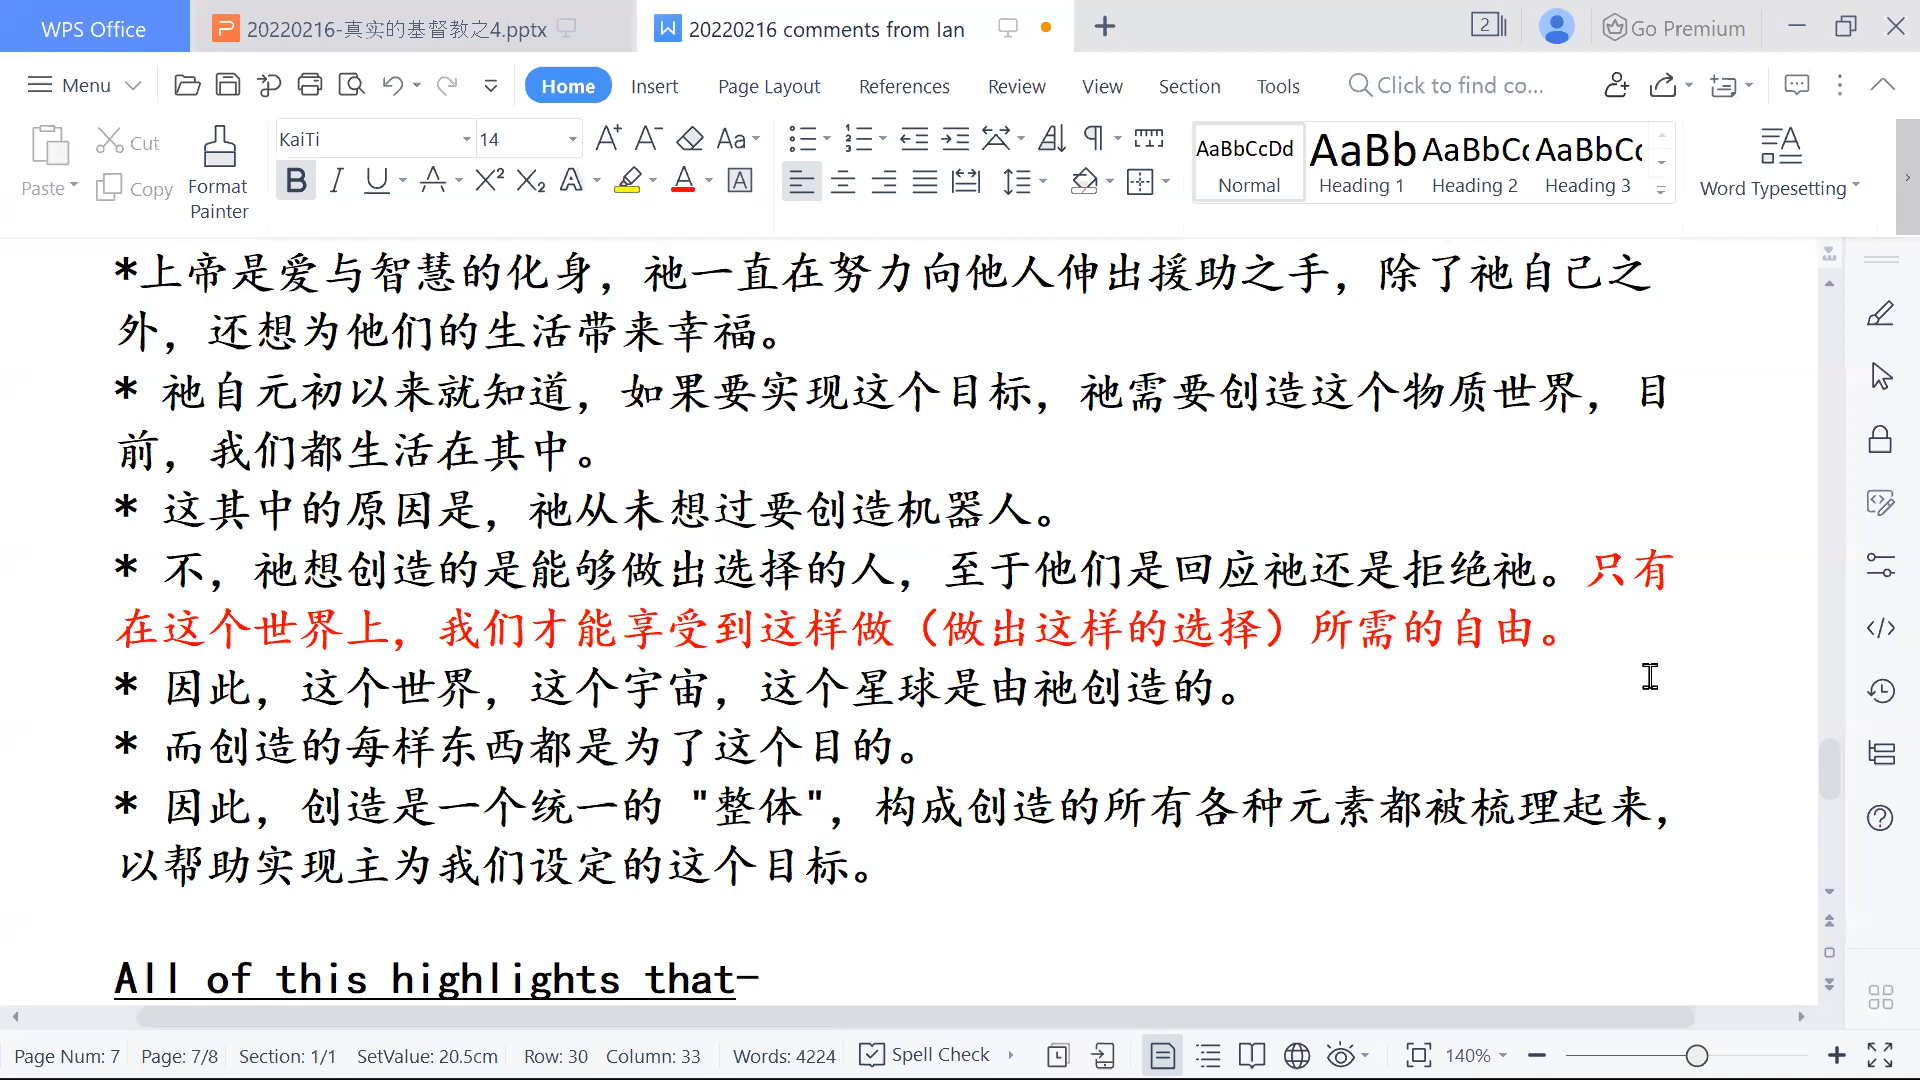 WPS Office
20220216-真实的基督教之4.pptx
20220216 comments from Ian
2
Go Premium
Menu
Home
Insert
Page Layout
References
Review
View
Section
Tools
Click to find co...
Paste
Cut
Copy
Format
Painter
KaiTi
14
AaBbCcDd
Normal
AaBb
Heading 1
AaBbCc
Heading 2
AaBbCc
Heading 3
Word Typesetting
*上帝是爱与智慧的化身，祂一直在努力向他人伸出援助之手，除了祂自己之
外，还想为他们的生活带来幸福。
* 祂自元初以来就知道，如果要实现这个目标，祂需要创造这个物质世界，目
前，我们都生活在其中。
* 这其中的原因是，祂从未想过要创造机器人。
* 不，祂想创造的是能够做出选择的人，至于他们是回应祂还是拒绝祂。只有
在这个世界上，我们才能享受到这样做（做出这样的选择）所需的自由。
* 因此，这个世界，这个宇宙，这个星球是由祂创造的。
* 而创造的每样东西都是为了这个目的。
* 因此，创造是一个统一的 "整体"，构成创造的所有各种元素都被梳理起来，
以帮助实现主为我们设定的这个目标。
All of this highlights that-
Page Num: 7
Page: 7/8
Section: 1/1
SetValue: 20.5cm
Row: 30
Column: 33
Words: 4224
Spell Check
140%